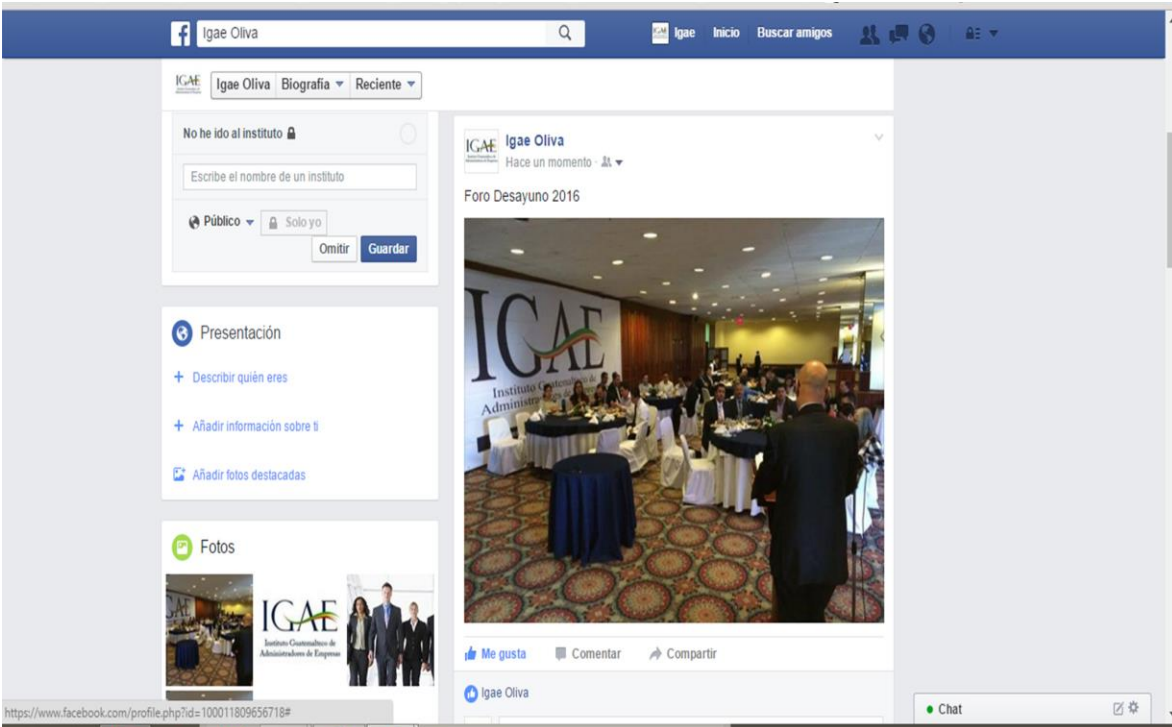 Igae Oliva
Igae Inicio Buscar amigos
IGAE Igae Oliva Biografía Reciente
No he ido al instituto
Escribe el nombre de un instituto
Público Solo yo
Omitir Guardar
Presentación
+ Describir quién eres
+ Añadir información sobre ti
Añadir fotos destacadas
Fotos
IGAE
Instituto Guatemalteco de
Administradores de Empresas
IGAE Igae Oliva
Hace un momento ·
Foro Desayuno 2016
IGAE
Instituto Guatemalteco de
Administradores de Empresas
Me gusta Comentar Compartir
Igae Oliva
Chat
https://www.facebook.com/profile.php?id=100011809656718#